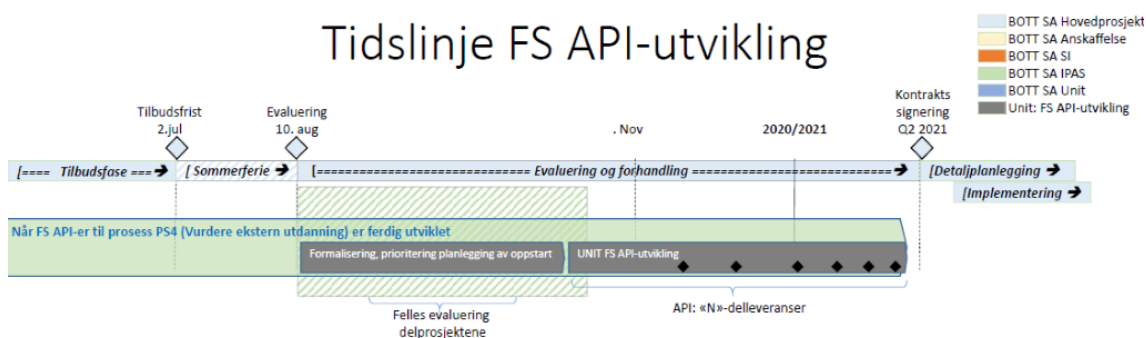 Tidslinje FS API-utvikling
BOTT SA Hovedprosjekt
BOTT SA Anskaffelse
BOTT SA SI
BOTT SA IPAS
BOTT SA Unit
Unit: FS API-utvikling
Tilbudsfrist
2.jul
Evaluering
10. aug
. Nov
2020/2021
Kontrakts
signering
Q2 2021
[==== Tilbudsfase === ➔
[ Sommerferie ➔
[============================ Evaluering og forhandling ========================== ➔
[Detaljplanlegging ➔
[Implementering ➔
Når FS API-er til prosess PS4 (Vurdere ekstern utdanning) er ferdig utviklet
Formalisering, prioritering planlegging av oppstart
UNIT FS API-utvikling
Felles evaluering
delprosjektene
API: «N»-delleveranser